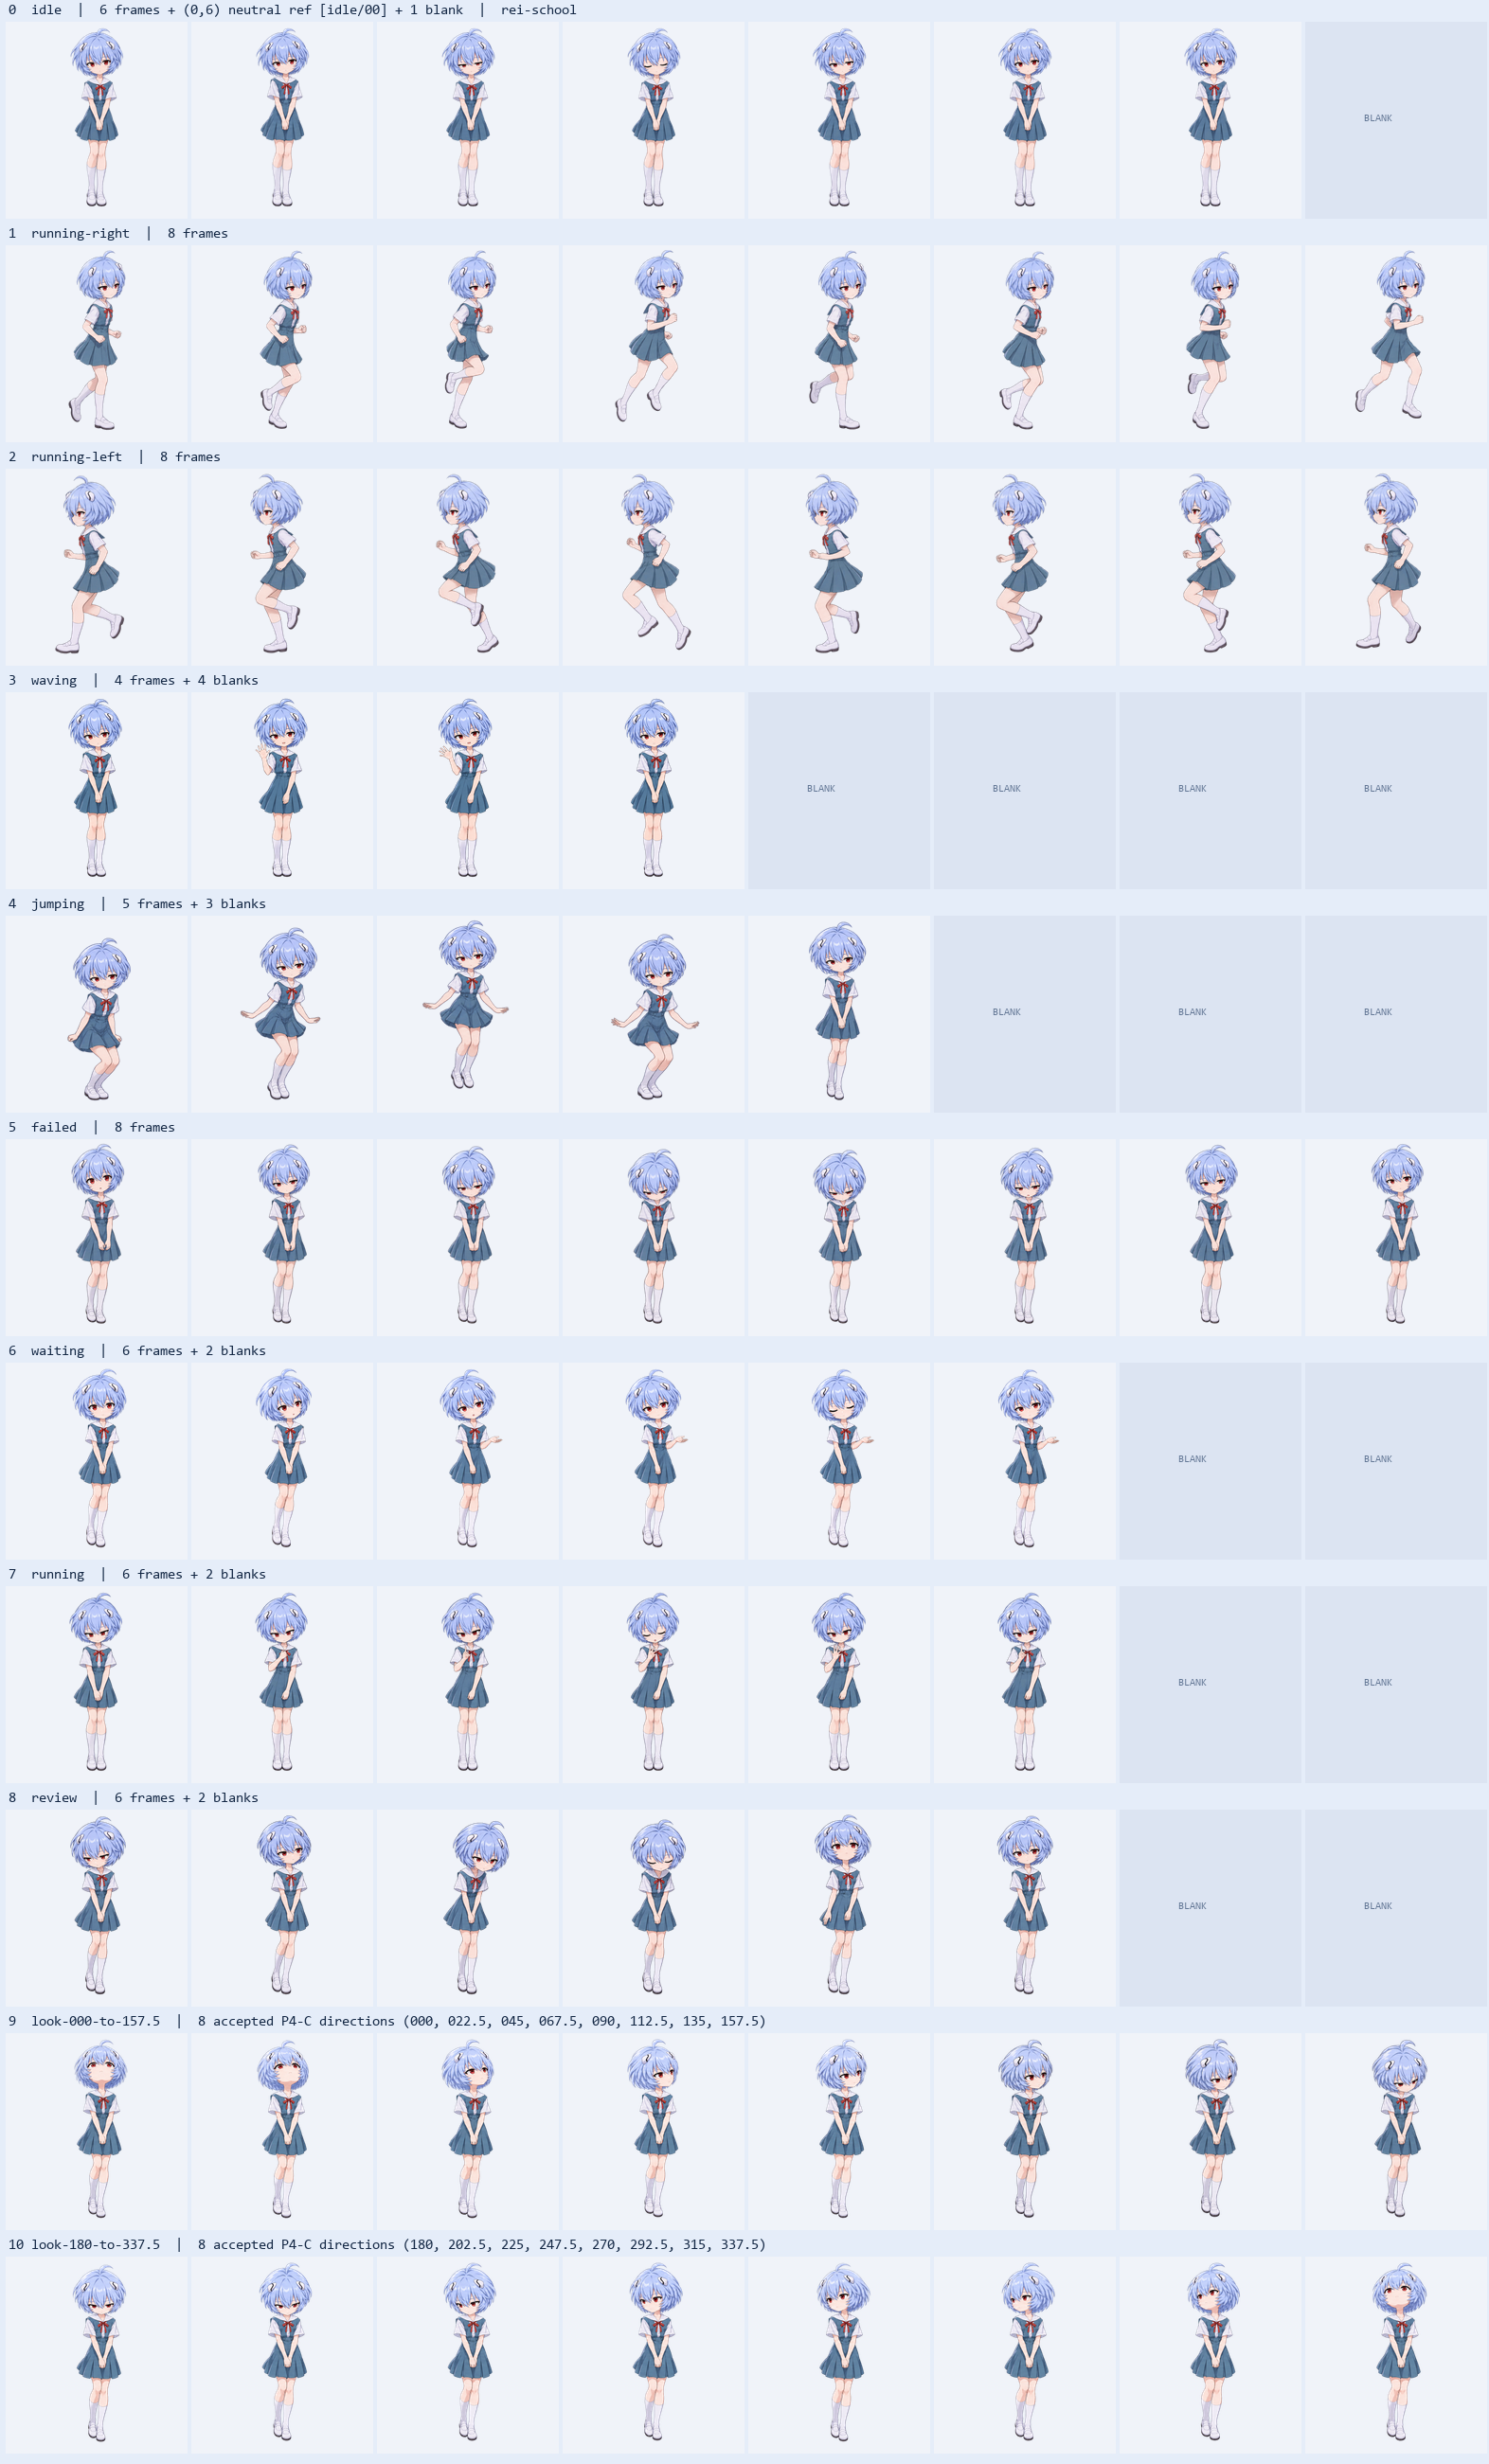 0  idle  |  6 frames + (0,6) neutral ref [idle/00] + 1 blank  |  rei-school
BLANK
1  running-right  |  8 frames
2  running-left  |  8 frames
3  waving  |  4 frames + 4 blanks
BLANK BLANK BLANK BLANK
4  jumping  |  5 frames + 3 blanks
BLANK BLANK BLANK
5  failed  |  8 frames
6  waiting  |  6 frames + 2 blanks
BLANK BLANK
7  running  |  6 frames + 2 blanks
BLANK BLANK
8  review  |  6 frames + 2 blanks
BLANK BLANK
9  look-000-to-157.5  |  8 accepted P4-C directions (000, 022.5, 045, 067.5, 090, 112.5, 135, 157.5)
10 look-180-to-337.5  |  8 accepted P4-C directions (180, 202.5, 225, 247.5, 270, 292.5, 315, 337.5)